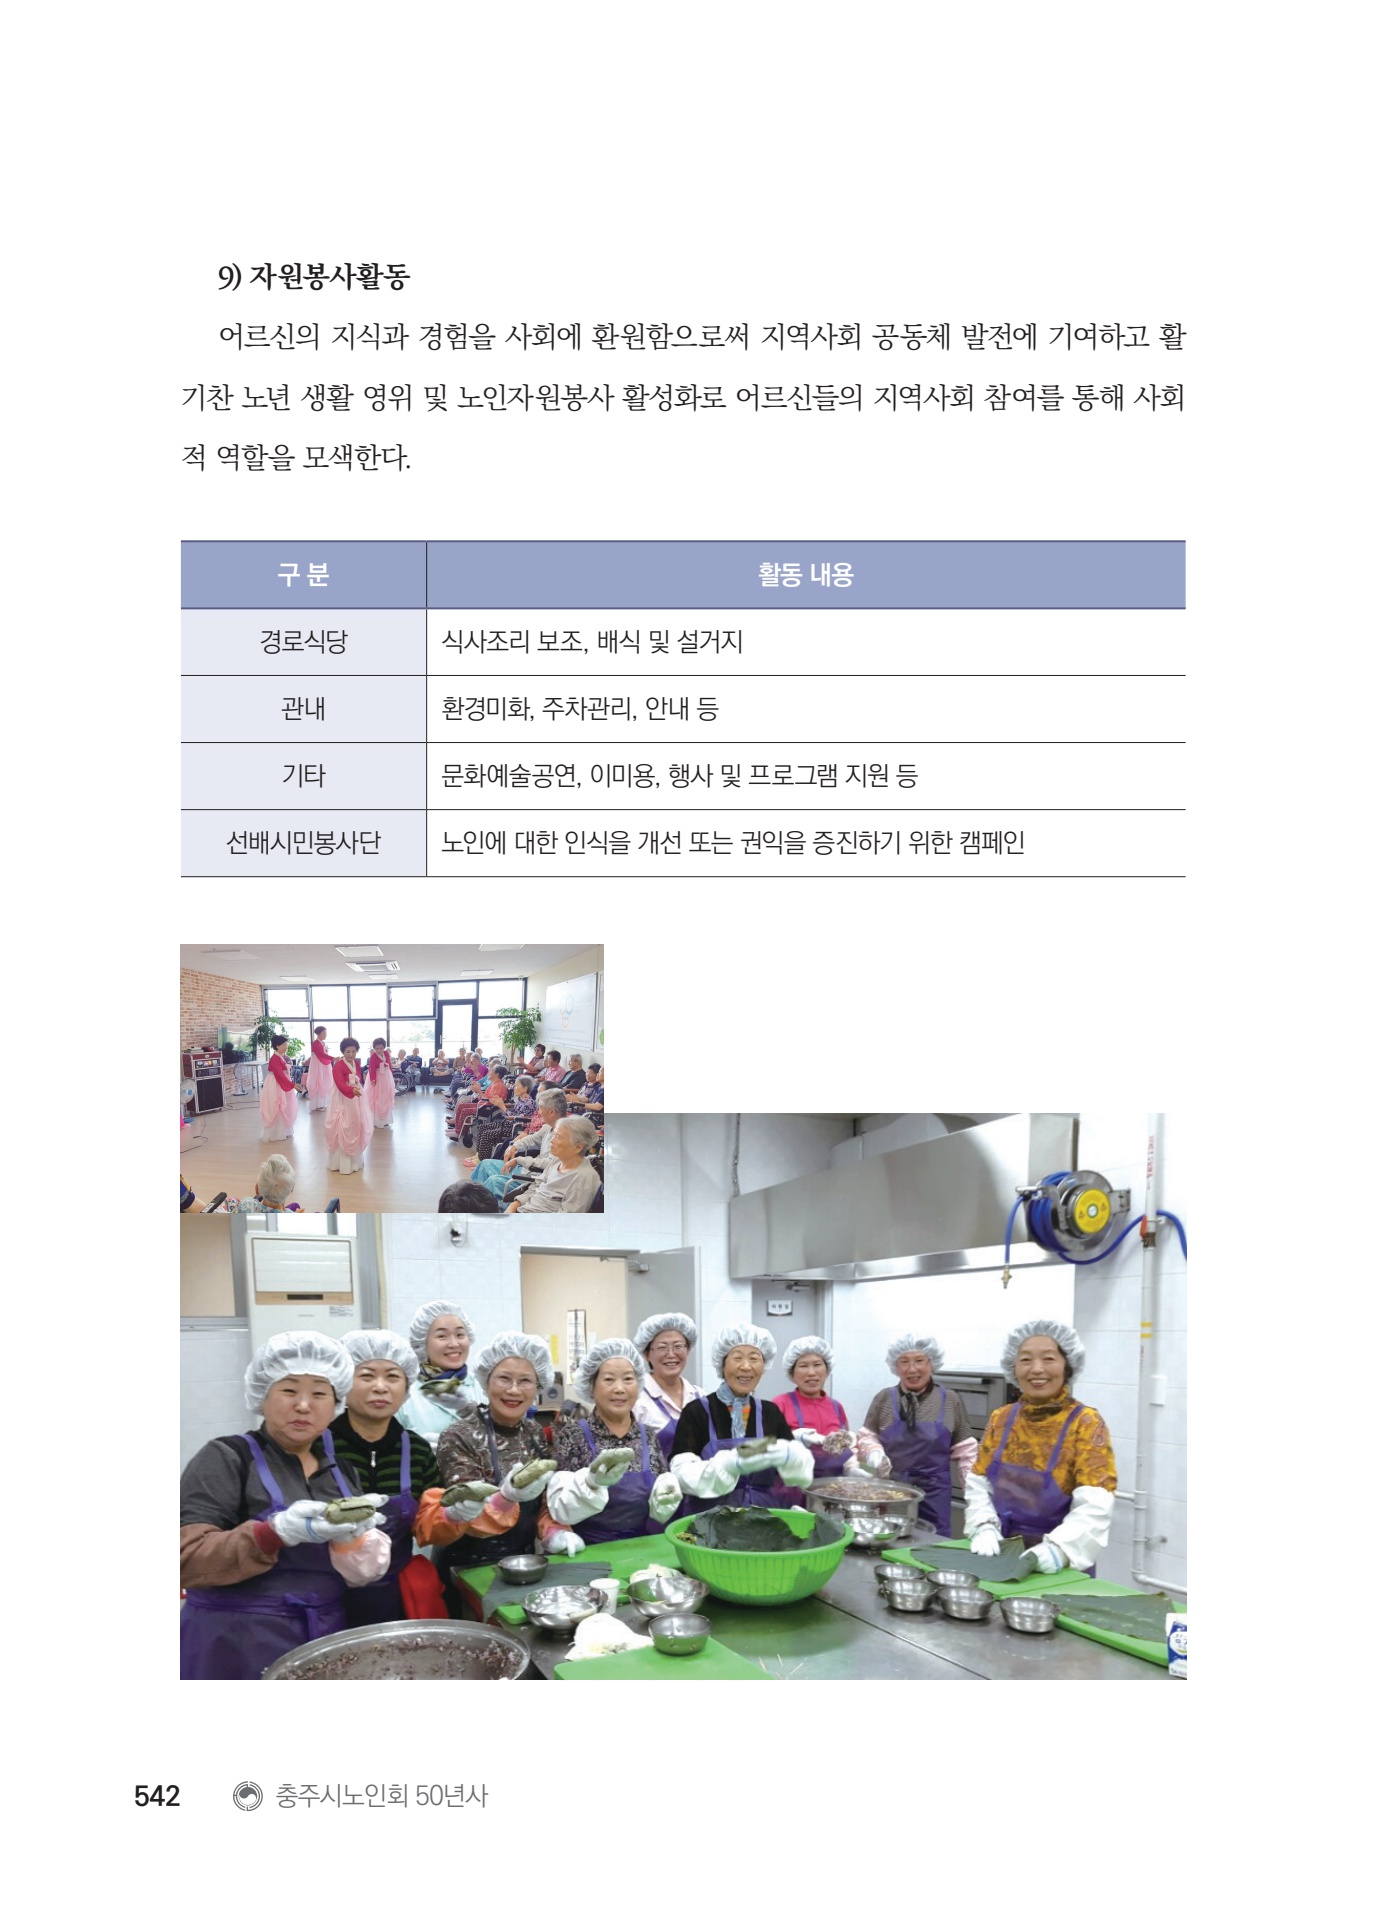 9) 자원봉사활동
어르신의 지식과 경험을 사회에 환원함으로써 지역사회 공동체 발전에 기여하고 활
기찬 노년 생활 영위 및 노인자원봉사 활성화로 어르신들의 지역사회 참여를 통해 사회
적 역할을 모색한다.
구 분 활동 내용
경로식당 식사조리 보조, 배식 및 설거지
관내 환경미화, 주차관리, 안내 등
기타 문화예술공연, 이미용, 행사 및 프로그램 지원 등
선배시민봉사단 노인에 대한 인식을 개선 또는 권익을 증진하기 위한 캠페인
542 충주시노인회 50년사